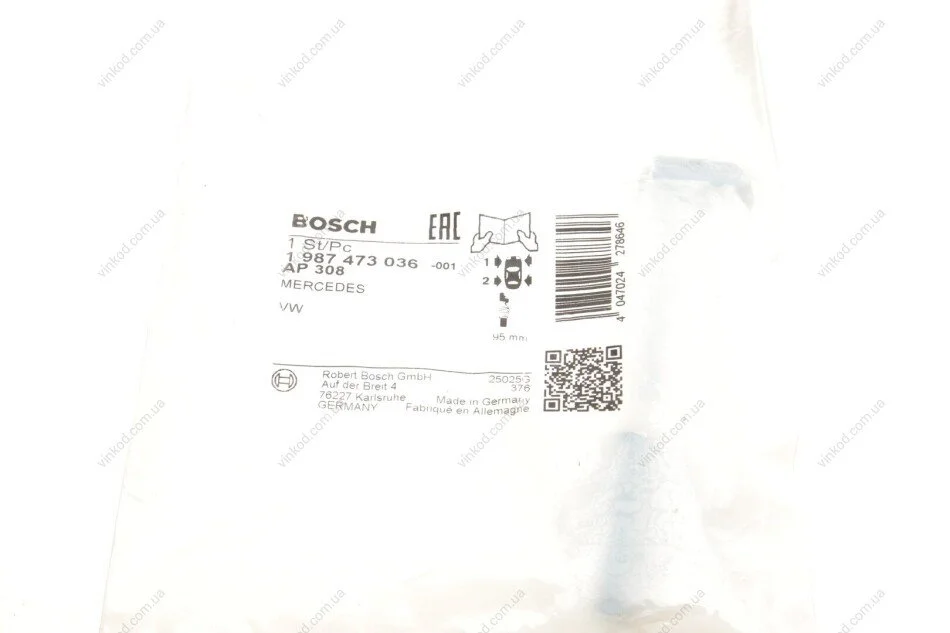 BOSCH
EAC
1 St/Pc
1 987 473 036 -001
AP 308
MERCEDES
VW
1
2
95 mm
4 047024 278646
Robert Bosch GmbH
Auf der Breit 4
76227 Karlsruhe
GERMANY
376
Made in Germany
Fabriqué en Allemagne
vinkod.com.ua